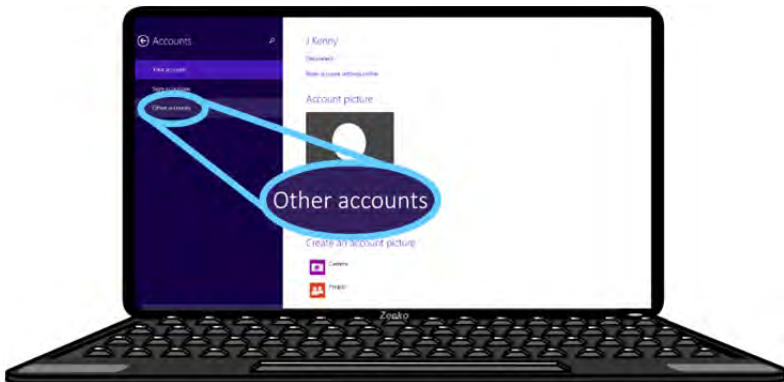 Accounts
J Kenny
Your account
Disconnect
Sign-in options
Other accounts
Account picture
Other accounts
Create an account picture
Camera
People
Zenko